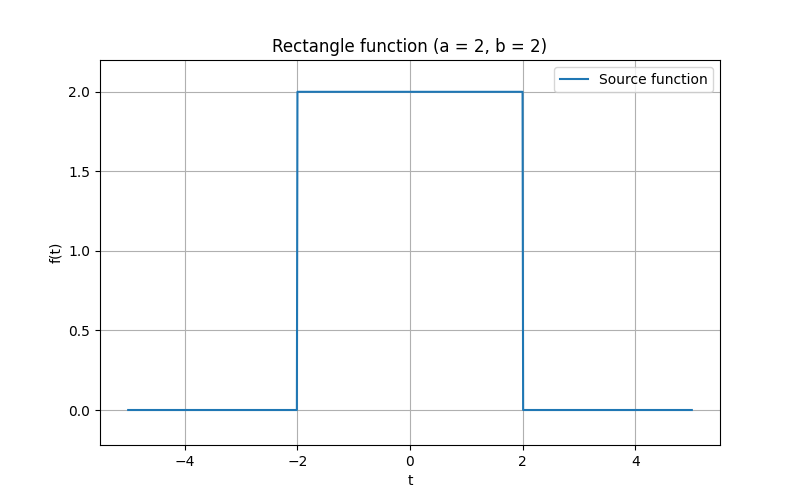 Rectangle function (a = 2, b = 2)
Source function
2.0
1.5
1.0
0.5
0.0
f(t)
−4
−2
0
2
4
t